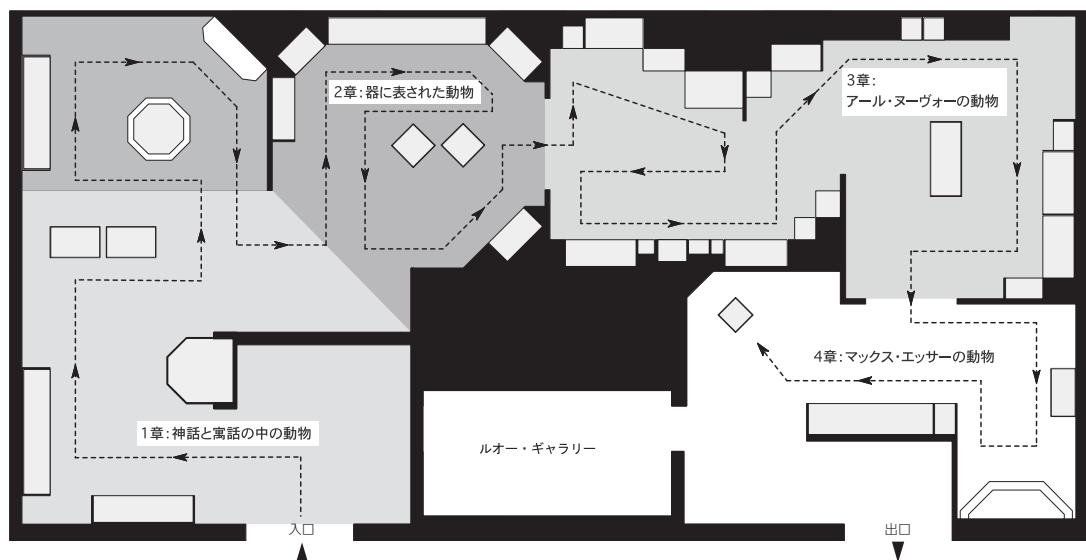 2章：器に表された動物
3章：
アール・ヌーヴォーの動物
4章：マックス・エッサーの動物
1章：神話と寓話の中の動物
ルオー・ギャラリー
入口
出口